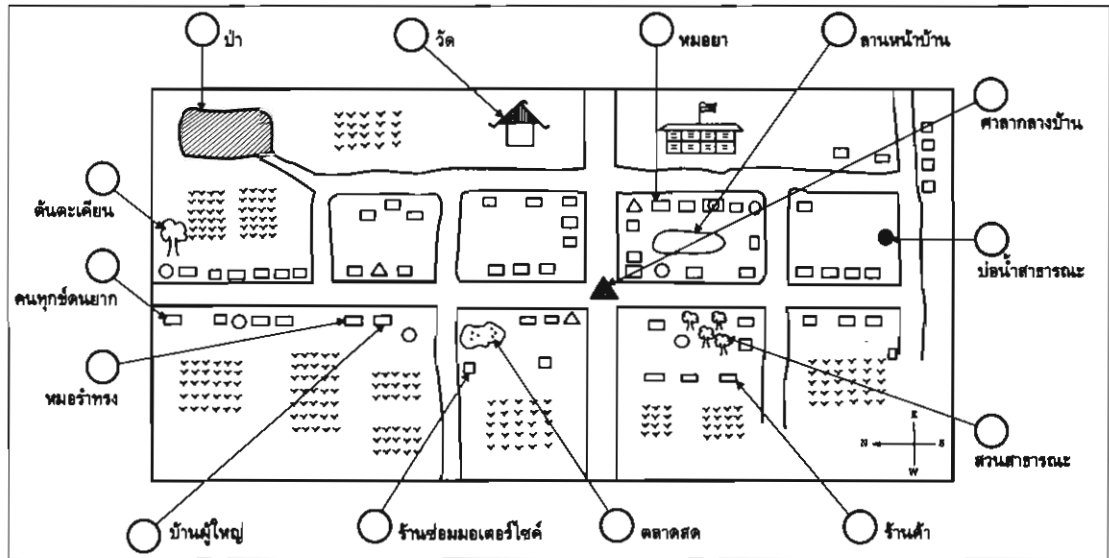 ป่า
วัด
หมอยา
ลานหน้าบ้าน
ศาลากลางบ้าน
ต้นตะเคียน
บ่อน้ำสาธารณะ
คนทุกข์คนยาก
หมอรำทรง
E
N
S
W
สวนสาธารณะ
บ้านผู้ใหญ่
ร้านซ่อมมอเตอร์ไซค์
ตลาดสด
ร้านค้า